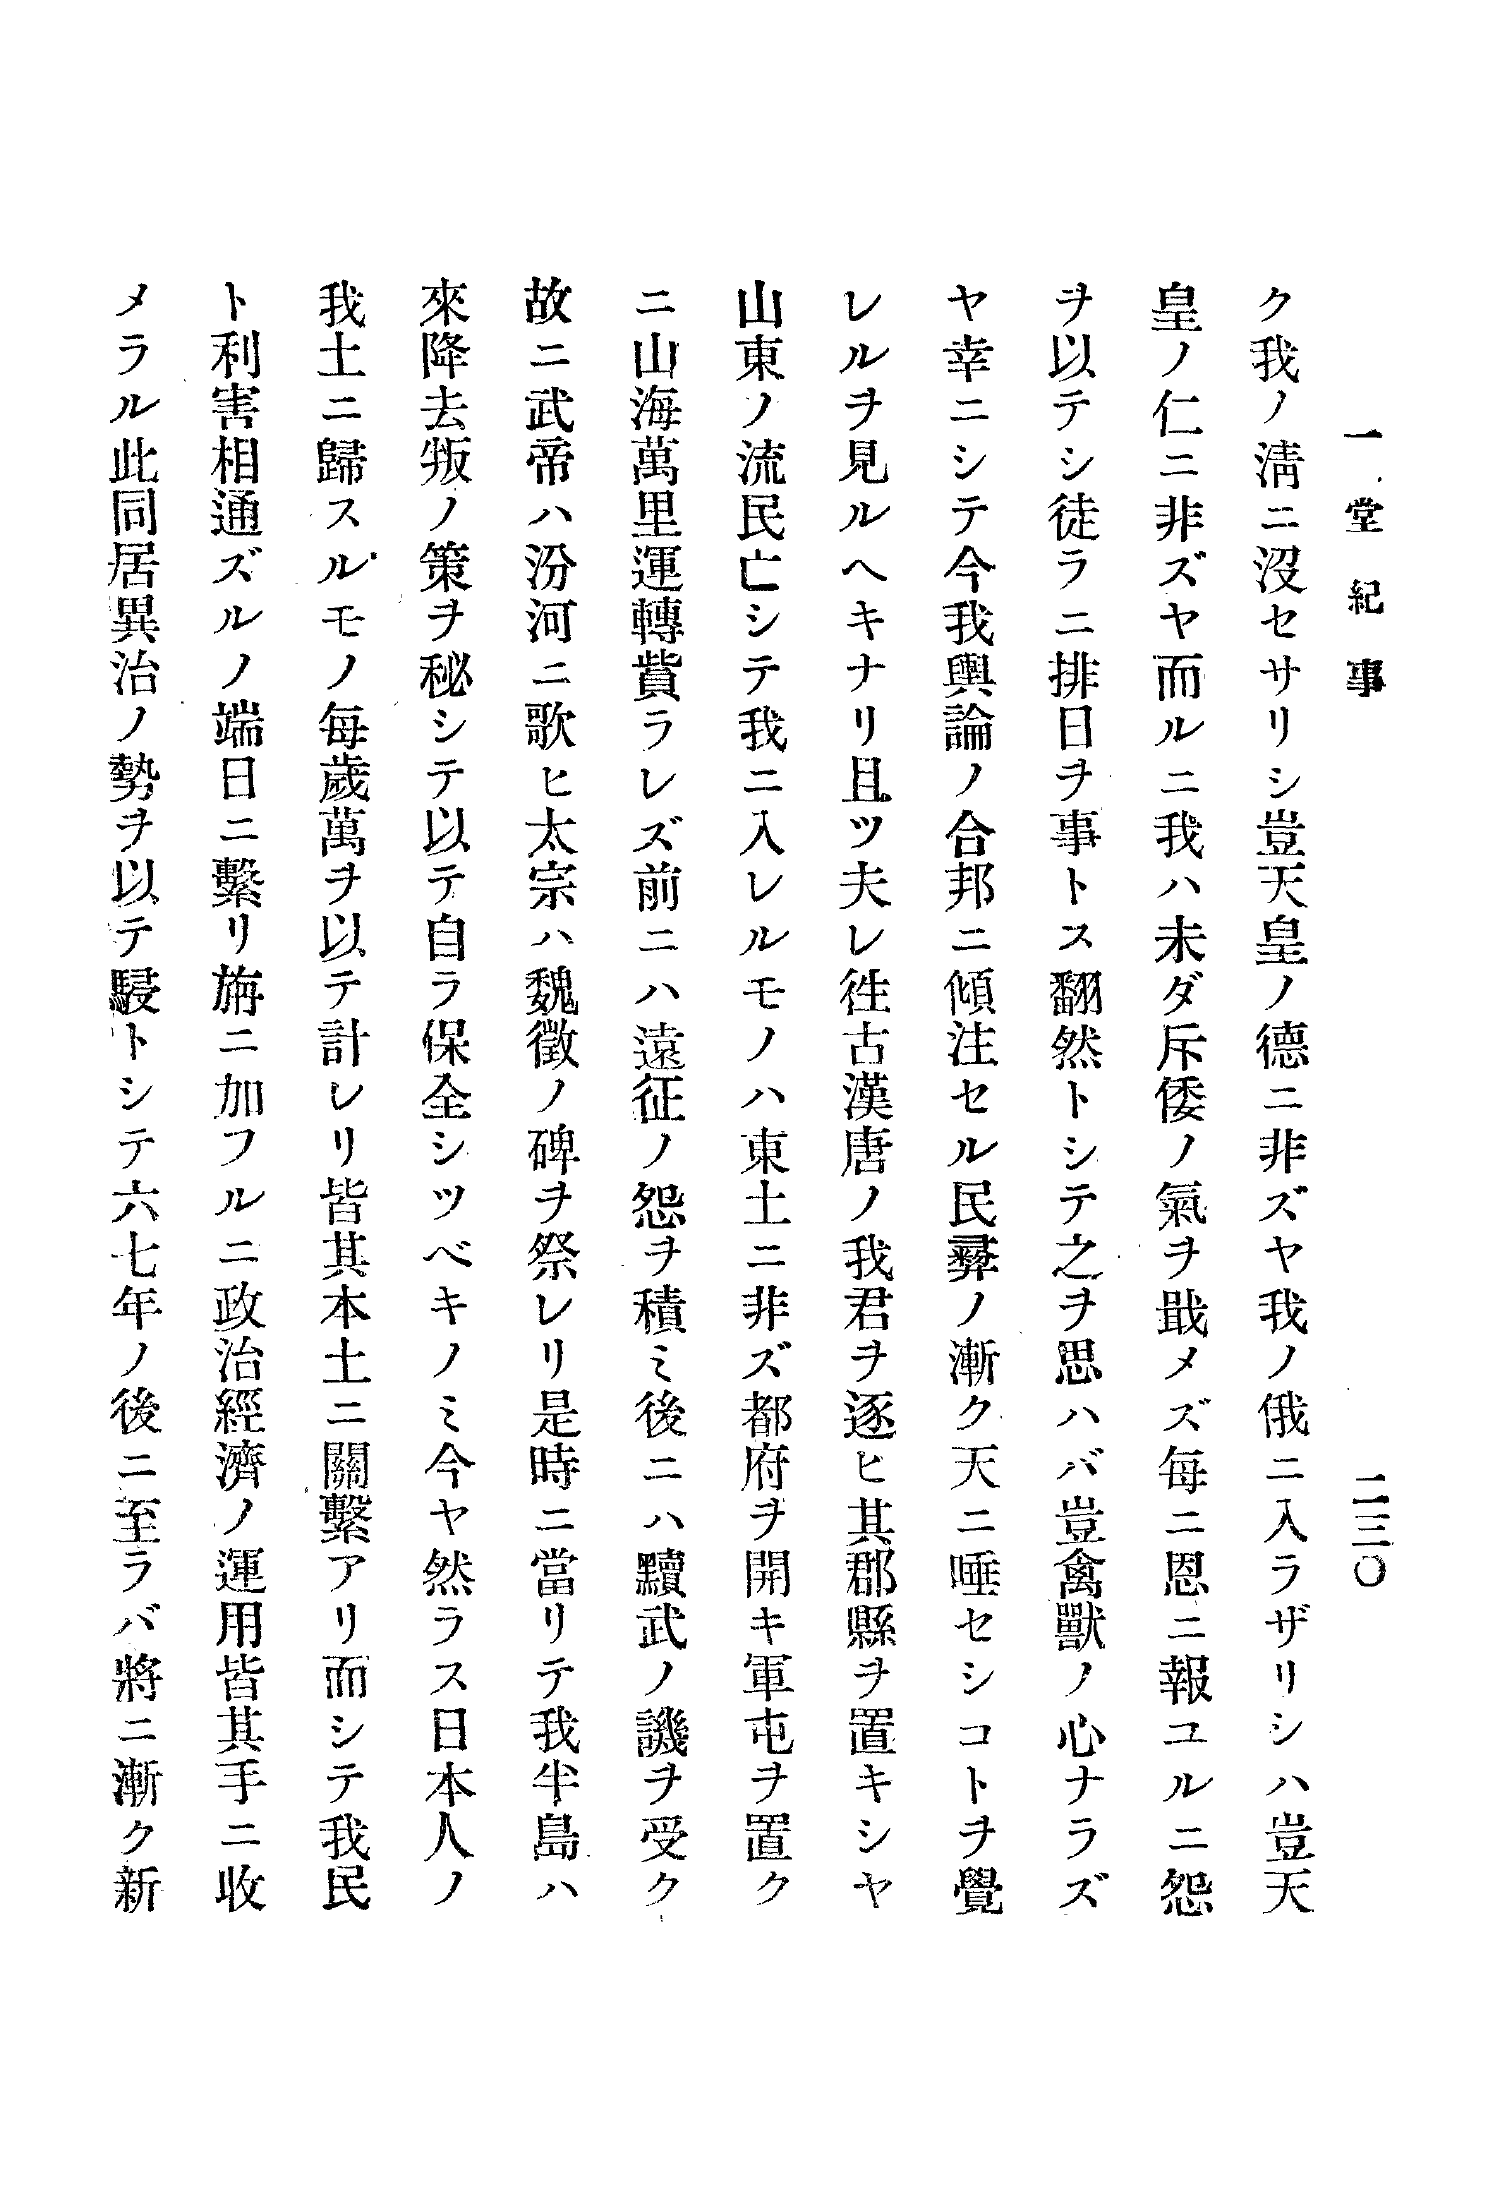 一堂紀事
二三〇
ク我ノ淸ニ沒セサリシ豈天皇ノ德ニ非ズヤ我ノ俄ニ入ラザリシハ豈天
皇ノ仁ニ非ズヤ而ルニ我ハ未ダ斥倭ノ氣ヲ戢メズ每ニ恩ニ報ユルニ怨
ヲ以テシ徒ラニ排日ヲ事トス翻然トシテ之ヲ思ハバ豈禽獸ノ心ナラズ
ヤ幸ニシテ今我輿論ノ合邦ニ傾注セル民彝ノ漸ク天ニ唾セシコトヲ覺
レルヲ見ルヘキナリ且ツ夫レ徃古漢唐ノ我君ヲ逐ヒ其郡縣ヲ置キシヤ
山東ノ流民亡シテ我ニ入レルモノハ東土ニ非ズ都府ヲ開キ軍屯ヲ置ク
ニ山海萬里運轉貲ラレズ前ニハ遠征ノ怨ヲ積ミ後ニハ黷武ノ譏ヲ受ク
故ニ武帝ハ汾河ニ歌ヒ太宗ハ魏徵ノ碑ヲ祭レリ是時ニ當リテ我半島ハ
來降去叛ノ策ヲ秘シテ以テ自ラ保全シツベキノミ今ヤ然ラス日本人ノ
我土ニ歸スルモノ每歲萬ヲ以テ計レリ皆其本土ニ關繫アリ而シテ我民
ト利害相通ズルノ端日ニ繫リ旃ニ加フルニ政治經濟ノ運用皆其手ニ收
メラル此同居異治ノ勢ヲ以テ駸トシテ六七年ノ後ニ至ラバ將ニ漸ク新